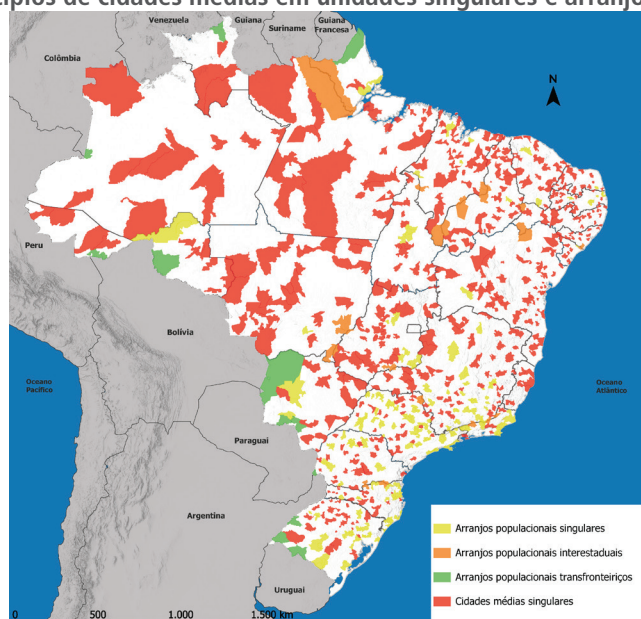 ípios de cidades médias em unidades singulares e arranjo
Venezuela
Guiana
Suriname
Guiana
Francesa
Colômbia
N
Peru
Bolívia
Oceano
Pacífico
Oceano
Atlântico
Paraguai
Argentina
Uruguai
0 500 1.000 1.500 km
Arranjos populacionais singulares
Arranjos populacionais interestaduais
Arranjos populacionais transfronteiriços
Cidades médias singulares